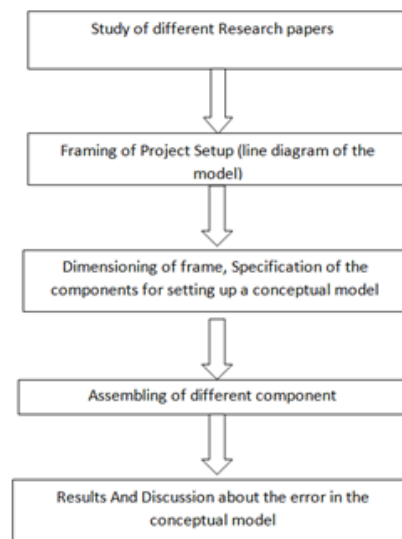 Study of different Research papers
Framing of Project Setup (line diagram of the
model)
Dimensioning of frame, Specification of the
components for setting up a conceptual model
Assembling of different component
Results And Discussion about the error in the
conceptual model